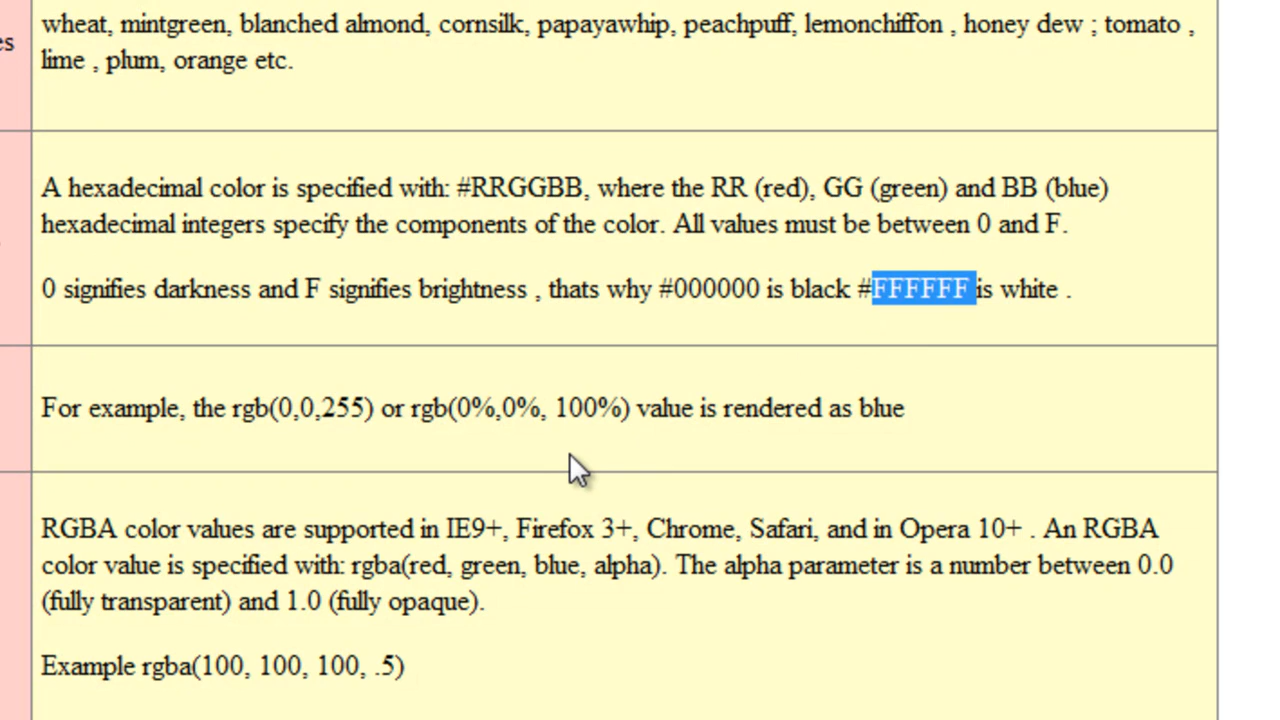 wheat, mintgreen, blanched almond, cornsilk, papayawhip, peachpuff, lemonchiffon , honey dew ; tomato ,
es
lime , plum, orange etc.
A hexadecimal color is specified with: #RRGGBB, where the RR (red), GG (green) and BB (blue)
hexadecimal integers specify the components of the color. All values must be between 0 and F.
0 signifies darkness and F signifies brightness , thats why #000000 is black #FFFFFF is white .
For example, the rgb(0,0,255) or rgb(0%,0%, 100%) value is rendered as blue
RGBA color values are supported in IE9+, Firefox 3+, Chrome, Safari, and in Opera 10+ . An RGBA
color value is specified with: rgba(red, green, blue, alpha). The alpha parameter is a number between 0.0
(fully transparent) and 1.0 (fully opaque).
Example rgba(100, 100, 100, .5)